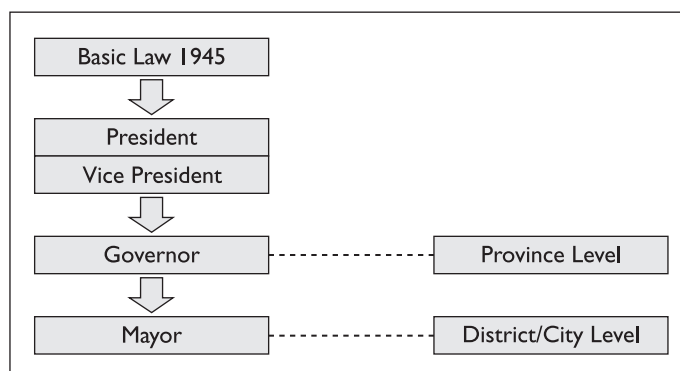 Basic Law 1945
President
Vice President
Governor
Province Level
Mayor
District/City Level